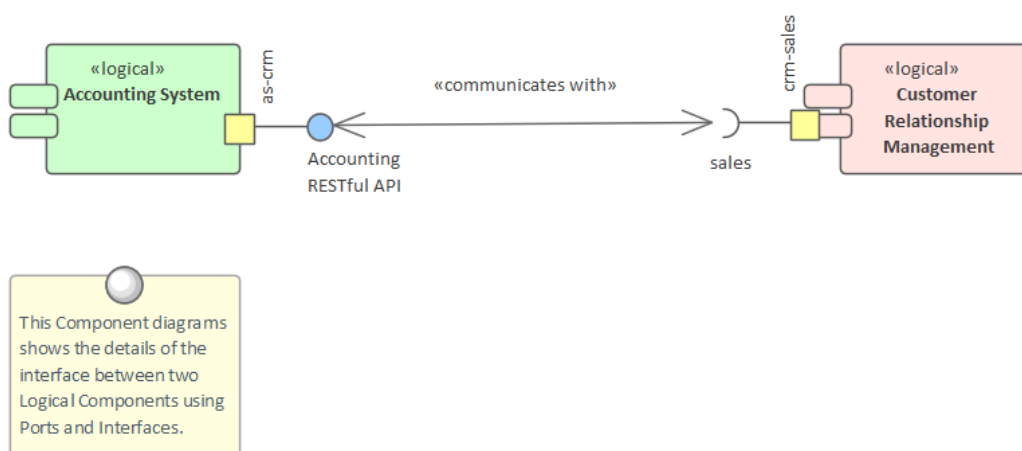 «logical»
Accounting System
as-crm
«communicates with»
Accounting
RESTful API
crm-sales
sales
«logical»
Customer
Relationship
Management
This Component diagrams
shows the details of the
interface between two
Logical Components using
Ports and Interfaces.